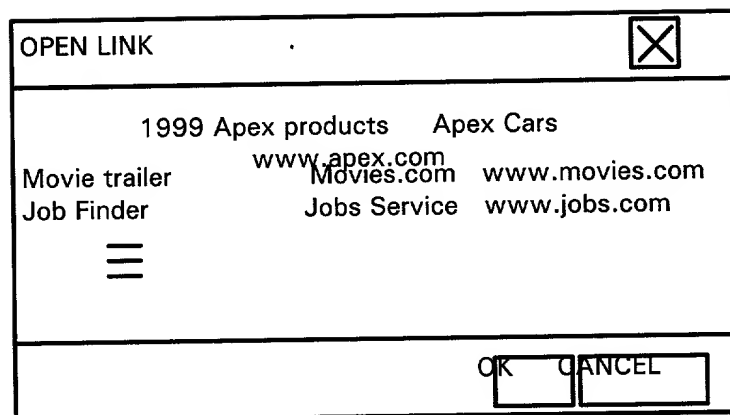 OPEN LINK
1999 Apex products Apex Cars
www.apex.com
Movie trailer Movies.com www.movies.com
Job Finder Jobs Service www.jobs.com
OK CANCEL